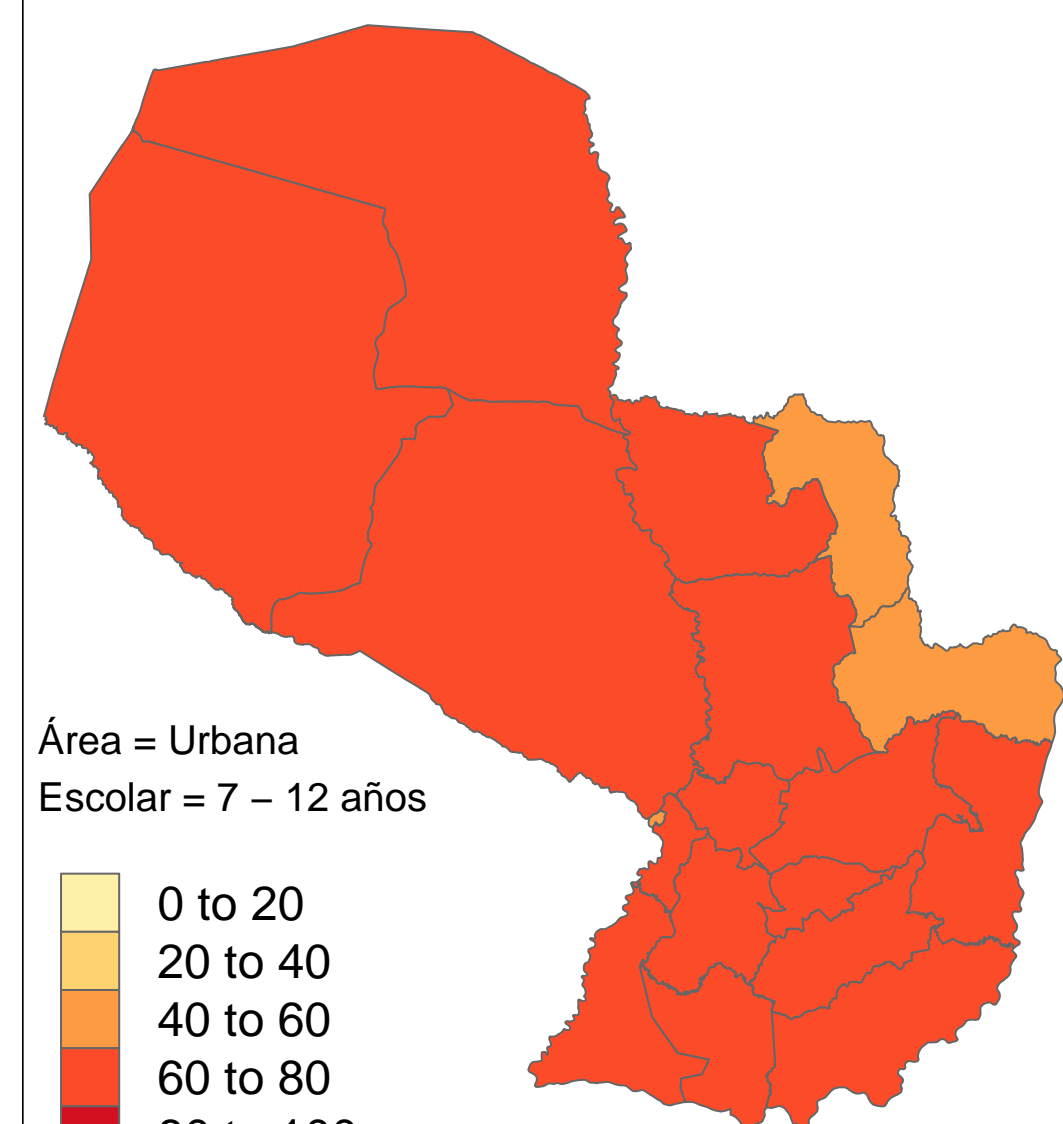 Área = Urbana
Escolar = 7 – 12 años
0 to 20
20 to 40
40 to 60
60 to 80